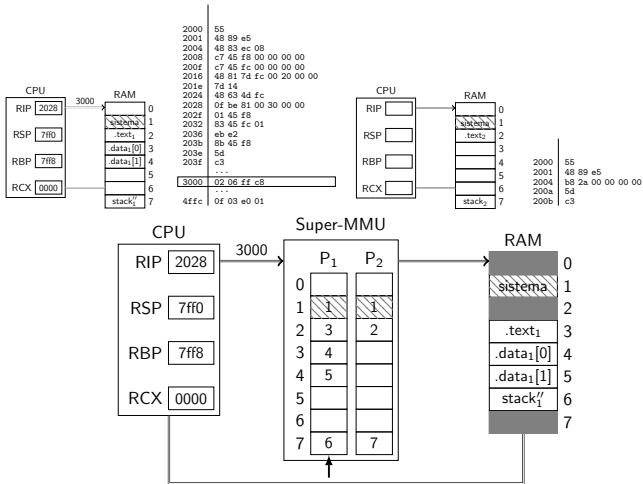 2000 55
2001 48 89 e5
2004 48 83 ec 08
2008 c7 45 f8 00 00 00 00
200f c7 45 fc 00 00 00 00
2016 48 81 7d fc 00 20 00 00
201e 7d 14
2024 48 63 4d fc
2028 0f be 81 00 30 00 00
202f 01 45 f8
2032 83 45 fc 01
2036 eb e2
203b 8b 45 f8
203e 5d
203f c3
...
3000 02 06 ff c8
...
4ffc 0f 03 e0 01
CPU
RIP 2028
RSP 7ff0
RBP 7ff8
RCX 0000
3000
RAM
0
sistema 1
.text₁ 2
.data₁[0] 3
.data₁[1] 4
5
6
stack₁'' 7
CPU
RIP
RSP
RBP
RCX
RAM
0
sistema 1
.text₂ 2
3
4
5
6
stack₂ 7
2000 55
2001 48 89 e5
2004 b8 2a 00 00 00 00
200a 5d
200b c3
CPU
RIP 2028
RSP 7ff0
RBP 7ff8
RCX 0000
3000
Super-MMU
P₁ P₂
0
1 1 1
2 3 2
3 4
4 5
5
6
7 6 7
RAM
0
sistema 1
2
.text₁ 3
.data₁[0] 4
.data₁[1] 5
stack₁'' 6
7